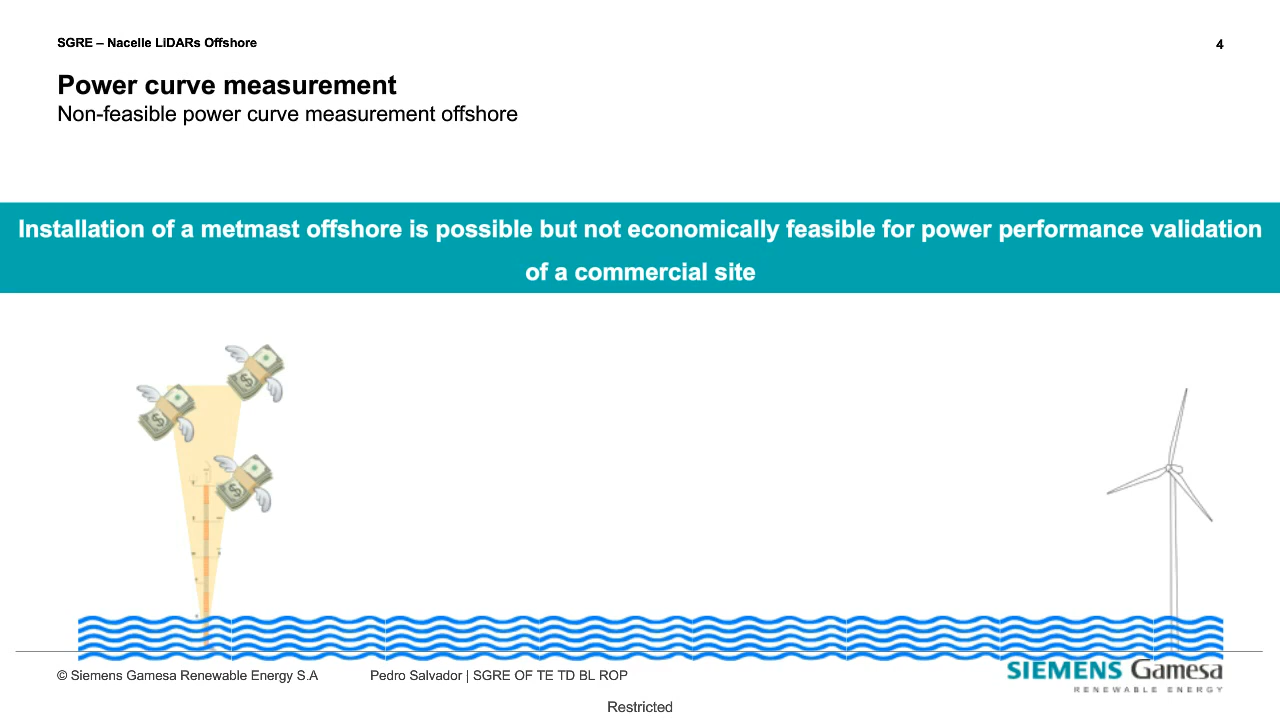 SGRE – Nacelle LiDARs Offshore
4
Power curve measurement
Non-feasible power curve measurement offshore
Installation of a metmast offshore is possible but not economically feasible for power performance validation
of a commercial site
© Siemens Gamesa Renewable Energy S.A
Pedro Salvador | SGRE OF TE TD BL ROP
SIEMENS Gamesa
RENEWABLE ENERGY
Restricted